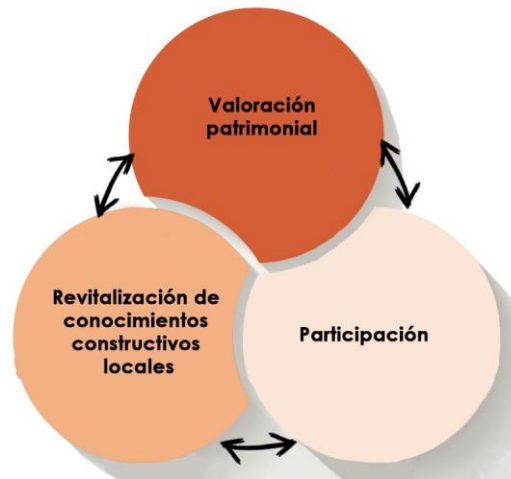 Valoración
patrimonial
Revitalización de
conocimientos
constructivos
locales
Participación